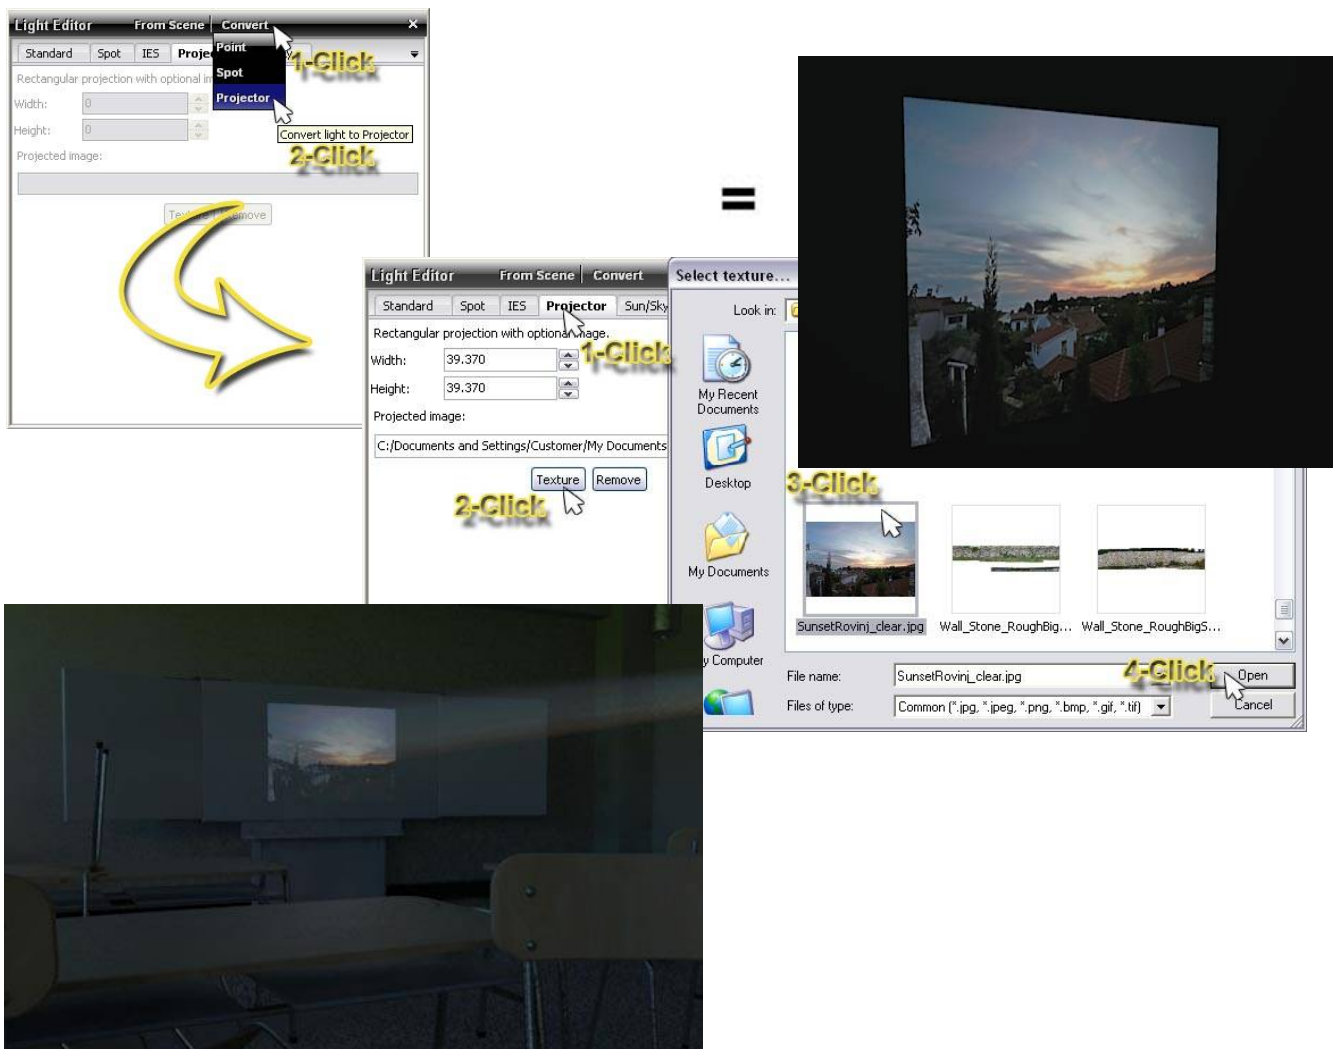 Light Editor From Scene Convert
Standard Spot IES Projec
Point
Spot
Projector
1-Click
Rectangular projection with optional im
Width: 0
Height: 0
Convert light to Projector
2-Click
Projected image:
Texture Remove
=
Light Editor From Scene Convert
Standard Spot IES Projector Sun/Sky
Rectangular projection with optional image.
1-Click
Width: 39.370
Height: 39.370
Projected image:
C:/Documents and Settings/Customer/My Documents
Texture Remove
2-Click
Select texture...
Look in:
My Recent
Documents
Desktop
My Documents
My Computer
3-Click
SunsetRovinj_clear.jpg Wall_Stone_RoughBig... Wall_Stone_RoughBigS...
File name: SunsetRovinj_clear.jpg
4-Click
Open
Files of type: Common (*.jpg, *.jpeg, *.png, *.bmp, *.gif, *.tif)
Cancel